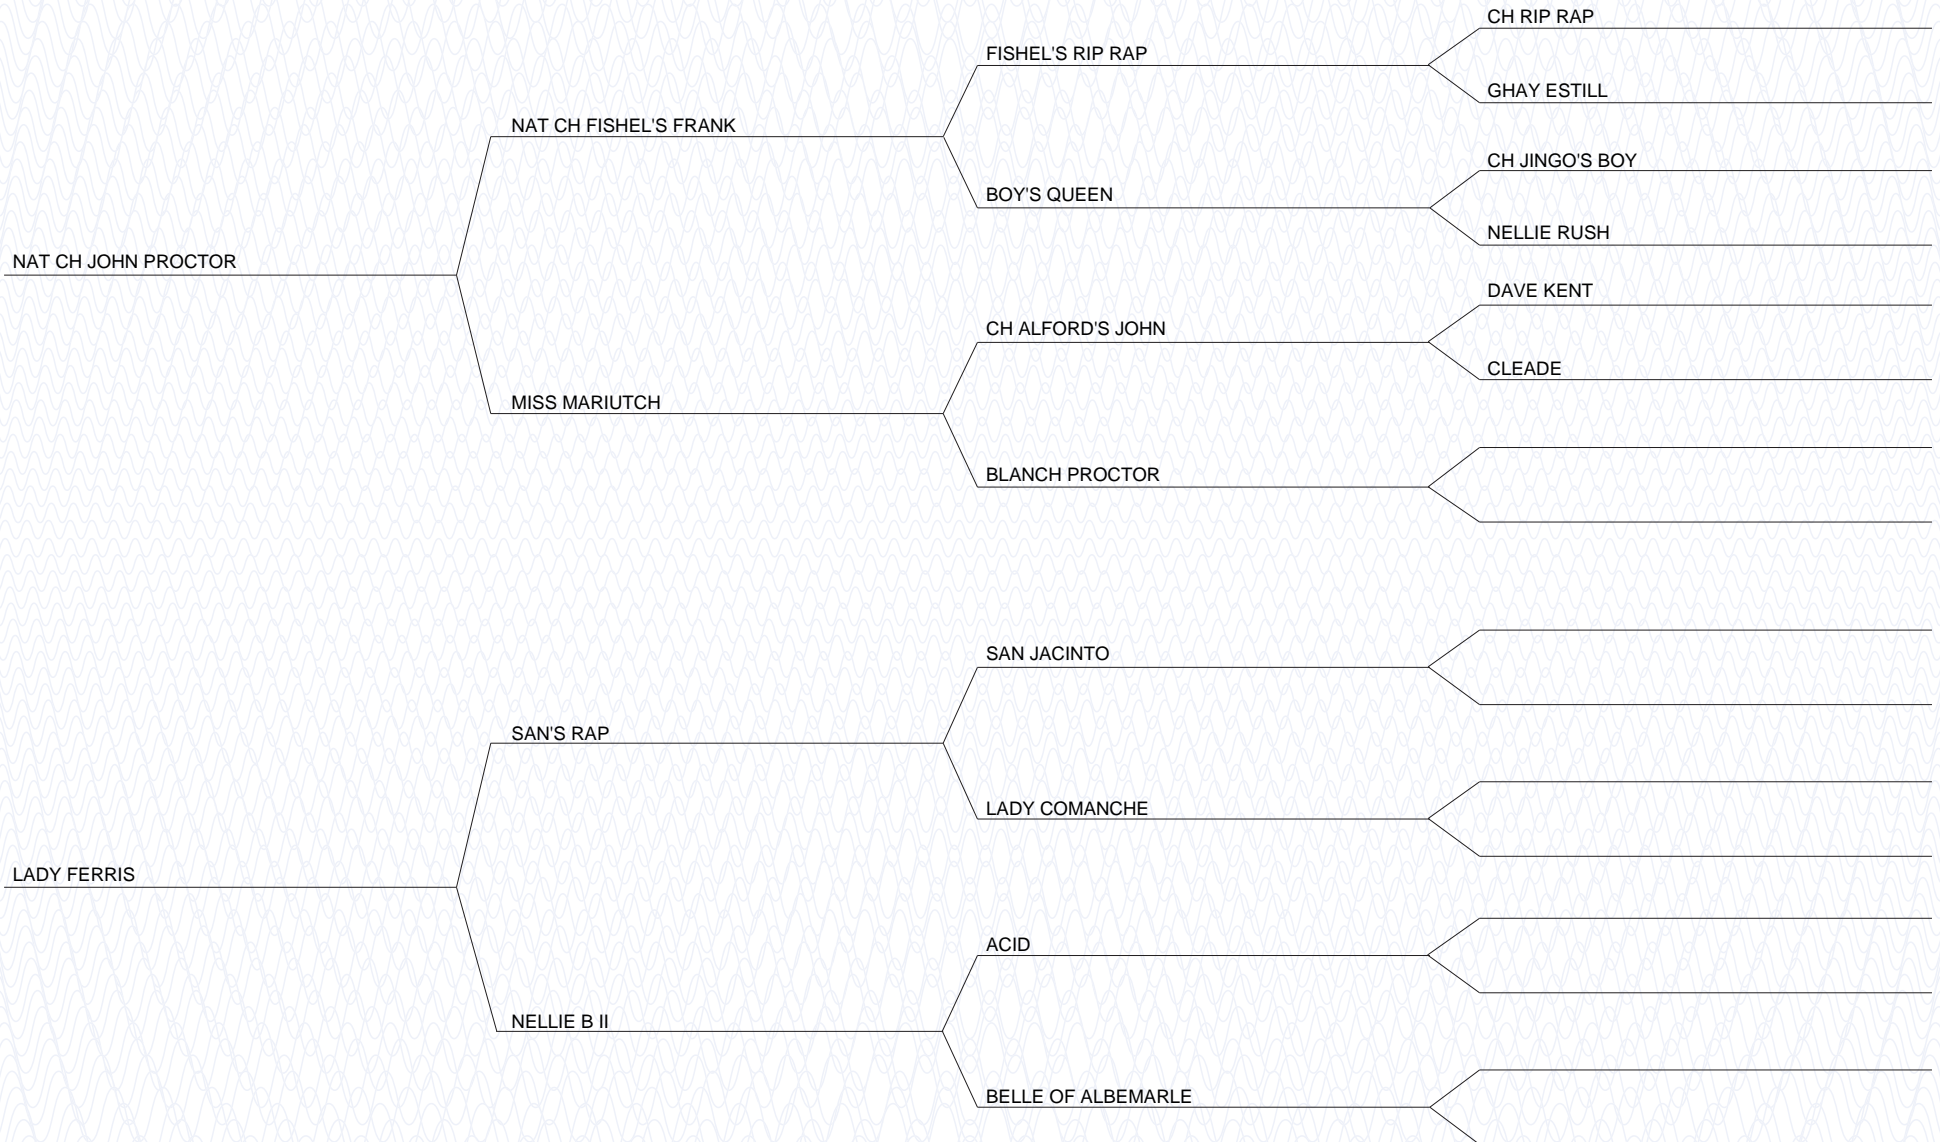 CH RIP RAP
FISHEL'S RIP RAP
GHAY ESTILL
NAT CH FISHEL'S FRANK
CH JINGO'S BOY
BOY'S QUEEN
NELLIE RUSH
NAT CH JOHN PROCTOR
DAVE KENT
CH ALFORD'S JOHN
CLEADE
MISS MARIUTCH
BLANCH PROCTOR
SAN JACINTO
SAN'S RAP
LADY COMANCHE
LADY FERRIS
ACID
NELLIE B II
BELLE OF ALBEMARLE